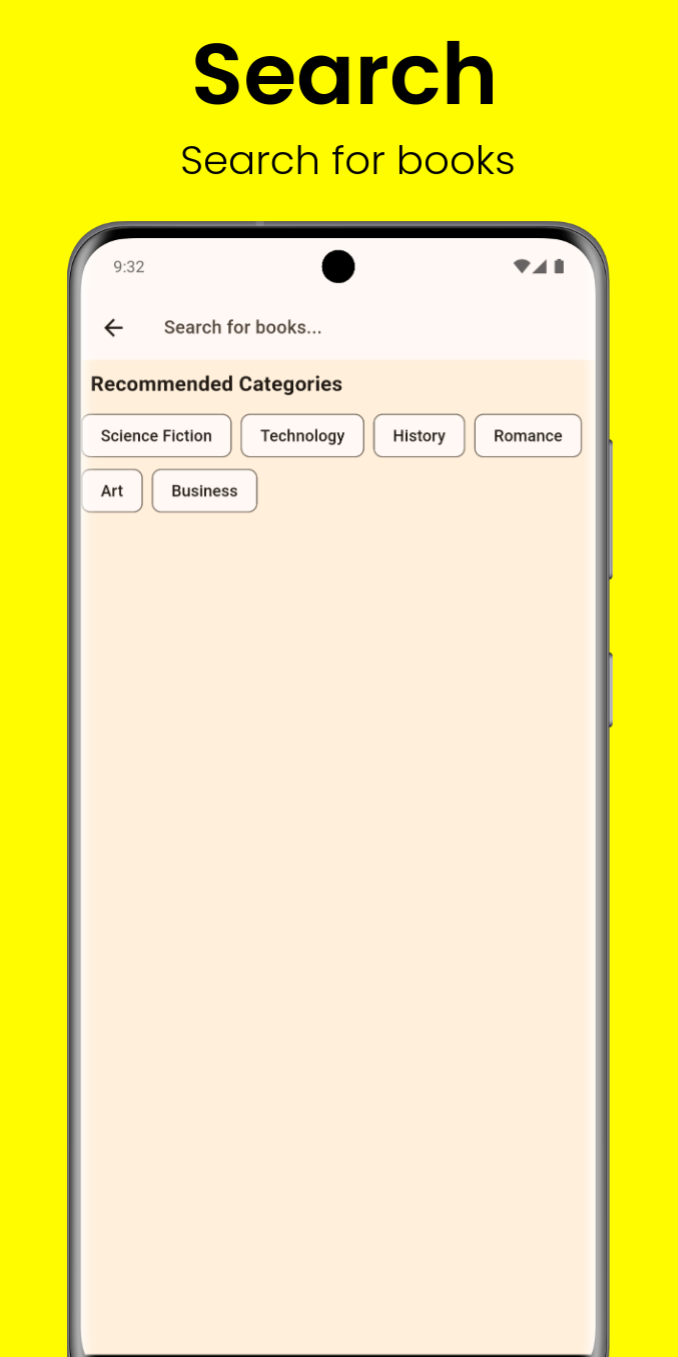 Search
Search for books
9:32
Search for books...
Recommended Categories
Science Fiction Technology History Romance
Art Business